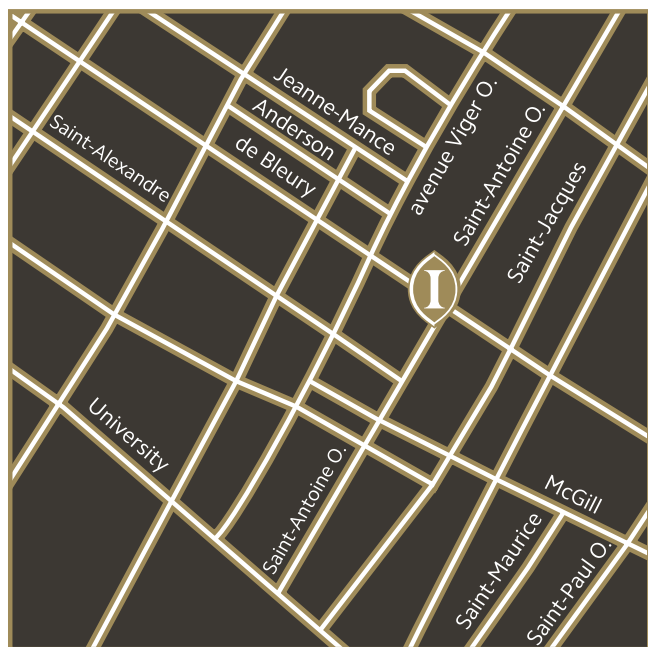 Jeanne-Mance
Anderson
de Bleury
avenue Viger O.
Saint-Antoine O.
Saint-Jacques
Saint-Alexandre
I
University
Saint-Antoine O.
McGill
Saint-Maurice
Saint-Paul O.